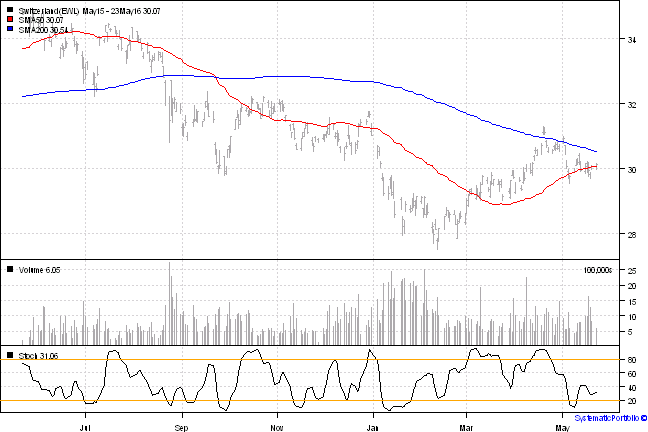 Switzerland (EWL) May15 - 23May16 30.07
SMA50 30.07
SMA200 30.51
34
32
30
28
Volume 6.05
100,000s
25
20
15
10
5
Stoch 31.06
80
60
40
20
Jul Sep Nov Jan Mar May
SystematicPortfolio ©